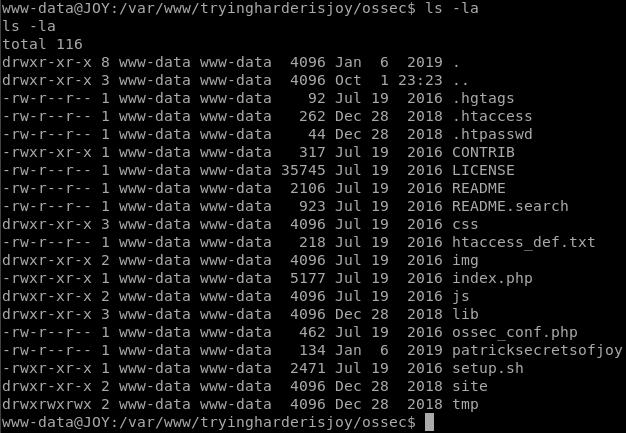 www-data@JOY:/var/www/tryingharderisjoy/ossec$ ls -la
ls -la
total 116
drwxr-xr-x 8 www-data www-data  4096 Jan  6  2019 .
drwxr-xr-x 3 www-data www-data  4096 Oct  1 23:23 ..
-rw-r--r-- 1 www-data www-data    92 Jul 19  2016 .hgtags
-rw-r--r-- 1 www-data www-data   262 Dec 28  2018 .htaccess
-rw-r--r-- 1 www-data www-data    44 Dec 28  2018 .htpasswd
-rwxr-xr-x 1 www-data www-data   317 Jul 19  2016 CONTRIB
-rw-r--r-- 1 www-data www-data 35745 Jul 19  2016 LICENSE
-rw-r--r-- 1 www-data www-data  2106 Jul 19  2016 README
-rw-r--r-- 1 www-data www-data   923 Jul 19  2016 README.search
drwxr-xr-x 3 www-data www-data  4096 Jul 19  2016 css
-rw-r--r-- 1 www-data www-data   218 Jul 19  2016 htaccess_def.txt
drwxr-xr-x 2 www-data www-data  4096 Jul 19  2016 img
-rwxr-xr-x 1 www-data www-data  5177 Jul 19  2016 index.php
drwxr-xr-x 2 www-data www-data  4096 Jul 19  2016 js
drwxr-xr-x 3 www-data www-data  4096 Dec 28  2018 lib
-rw-r--r-- 1 www-data www-data   462 Jul 19  2016 ossec_conf.php
-rw-r--r-- 1 www-data www-data   134 Jan  6  2019 patricksecretsofjoy
-rwxr-xr-x 1 www-data www-data  2471 Jul 19  2016 setup.sh
drwxr-xr-x 2 www-data www-data  4096 Dec 28  2018 site
drwxrwxrwx 2 www-data www-data  4096 Dec 28  2018 tmp
www-data@JOY:/var/www/tryingharderisjoy/ossec$